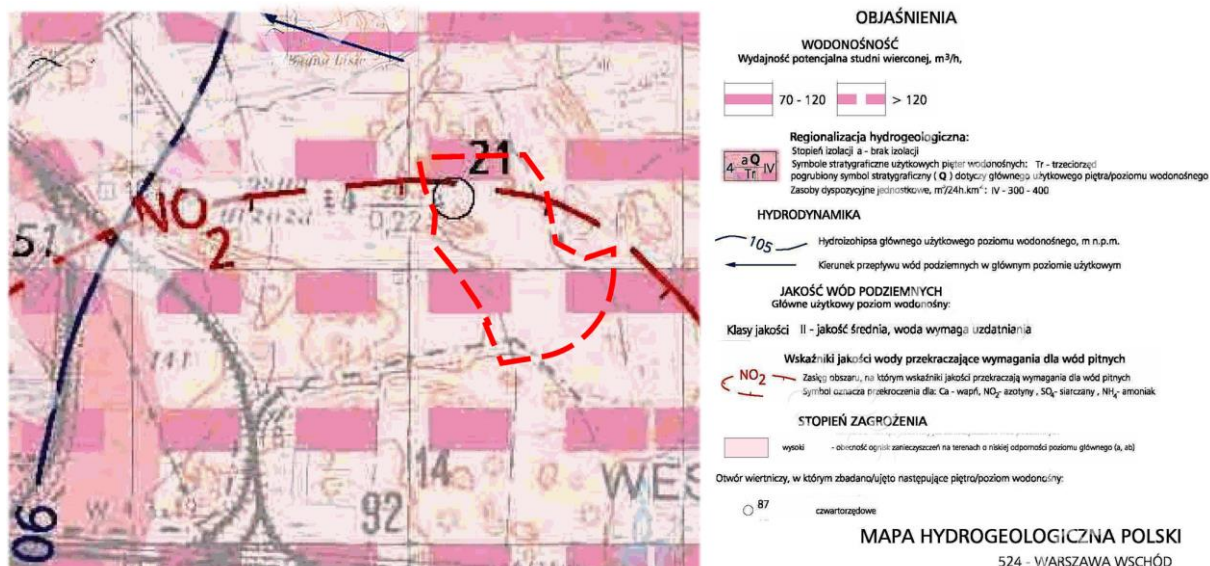 21
NO
2
0,22
51
141
14
92
WES
90
OBJAŚNIENIA
WODONOŚNOŚĆ
Wydajność potencjalna studni wierconej, m³/h,
70 - 120
> 120
Regionalizacja hydrogeologiczna:
Stopień izolacji a - brak izolacji
Symbole stratygraficzne użytkowych pięter wodonośnych: Tr - trzeciorzęd
pogrubiony symbol stratygraficzny ( Q ) dotyczy głównego użytkowego piętra/poziomu wodonośnego
Zasoby dyspozycyjne jednostkowe, m³/24h.km²: IV - 300 - 400
4 a Q Tr IV
HYDRODYNAMIKA
105 Hydroizohipsa głównego użytkowego poziomu wodonośnego, m n.p.m.
Kierunek przepływu wód podziemnych w głównym poziomie użytkowym
JAKOŚĆ WÓD PODZIEMNYCH
Główne użytkowy poziom wodonośny:
Klasy jakości II - jakość średnia, woda wymaga uzdatniania
Wskaźniki jakości wody przekraczające wymagania dla wód pitnych
NO₂ Zasięg obszaru, na którym wskaźniki jakości przekraczają wymagania dla wód pitnych
Symbol oznacza przekroczenia dla: Ca - wapń, NO₂- azotyny , SO₄- siarczany , NH₄- amoniak
STOPIEŃ ZAGROŻENIA
wysoki - obecność ognisk zanieczyszczeń na terenach o niskiej odporności poziomu głównego (a, ab)
Otwór wiertniczy, w którym zbadano/ujęto następujące piętro/poziom wodonośny:
87 czwartorzędowe
MAPA HYDROGEOLOGICZNA POLSKI
524 - WARSZAWA WSCHÓD